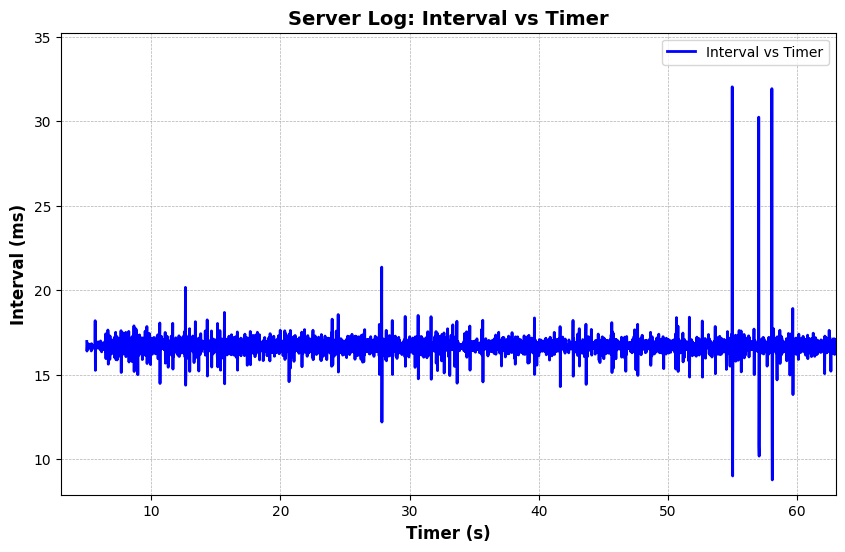 Server Log: Interval vs Timer
Interval vs Timer
35
30
25
20
15
10
Interval (ms)
10 20 30 40 50 60
Timer (s)